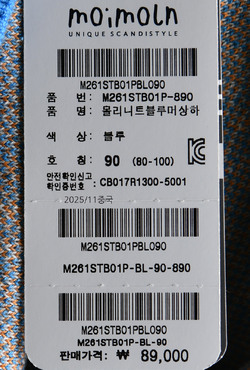 moimoln
UNIQUE SCANDISTYLE
M261STB01PBL090
품 번: M261STB01P-890
품 명: 몰리니트블루머상하
색 상: 블루
호 칭: 90 (80-100)
안전확인신고
확인증번호 : CB017R1300-5001
2025/11중국
M261STB01PBL090
M261STB01P-BL-90-890
M261STB01PBL090
M261STB01P-BL-90
판매가격: ₩ 89,000